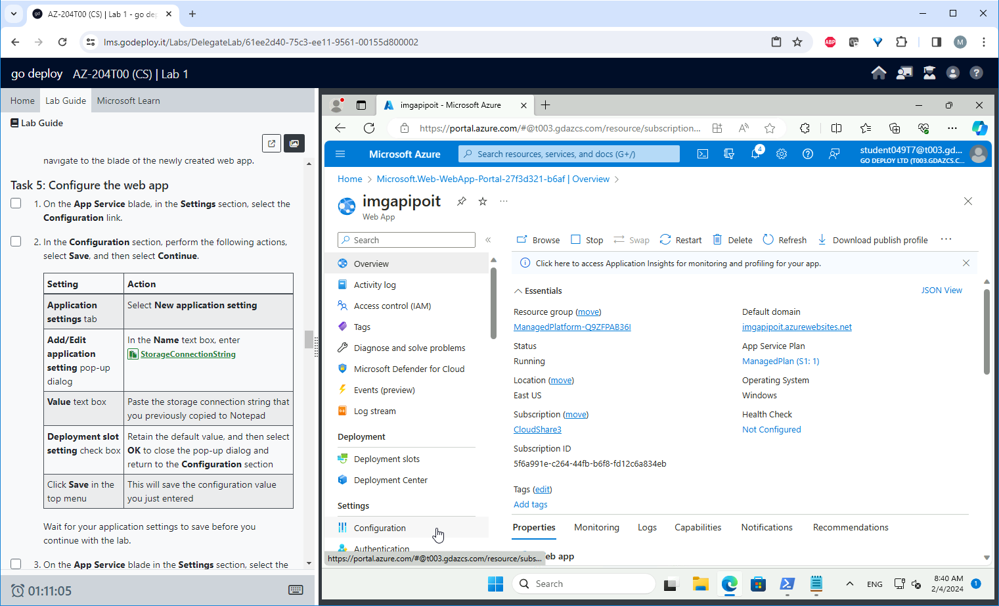 AZ-204T00 (CS) | Lab 1 - go dep
lms.godeploy.it/Labs/DelegateLab/61ee2d40-75c3-ee11-9561-00155d800002
ABP
M
go deploy AZ-204T00 (CS) | Lab 1
Home Lab Guide Microsoft Learn
Lab Guide
navigate to the blade of the newly created web app.
Task 5: Configure the web app
1. On the App Service blade, in the Settings section, select the
Configuration link.
2. In the Configuration section, perform the following actions,
select Save, and then select Continue.
Setting Action
Application settings tab Select New application setting
Add/Edit application setting pop-up dialog In the Name text box, enter StorageConnectionString
Value text box Paste the storage connection string that you previously copied to Notepad
Deployment slot setting check box Retain the default value, and then select OK to close the pop-up dialog and return to the Configuration section
Click Save in the top menu This will save the configuration value you just entered
Wait for your application settings to save before you
continue with the lab.
3. On the App Service blade in the Settings section, select the
01:11:05
imgapipoit - Microsoft Azure
https://portal.azure.com/#@t003.gdazcs.com/resource/subscription...
Microsoft Azure
Search resources, services, and docs (G+/)
4
student049T7@t003.gd...
GO DEPLOY LTD (T003.GDAZCS.C...
Home > Microsoft.Web-WebApp-Portal-27f3d321-b6af | Overview >
imgapipoit
Web App
Search
Overview
Activity log
Access control (IAM)
Tags
Diagnose and solve problems
Microsoft Defender for Cloud
Events (preview)
Log stream
Deployment
Deployment slots
Deployment Center
Settings
Configuration
Authentication
https://portal.azure.com/#@t003.gdazcs.com/resource/subs...
Browse Stop Swap Restart Delete Refresh Download publish profile
Click here to access Application Insights for monitoring and profiling for your app.
Essentials
JSON View
Resource group (move)
ManagedPlatform-Q9ZFPAB36I
Status
Running
Location (move)
East US
Subscription (move)
CloudShare3
Subscription ID
5f6a991e-c264-44fb-b6f8-fd12c6a834eb
Tags (edit)
Add tags
Default domain
imgapipoit.azurewebsites.net
App Service Plan
ManagedPlan (S1: 1)
Operating System
Windows
Health Check
Not Configured
Properties Monitoring Logs Capabilities Notifications Recommendations
eb app
Search
ENG
8:40 AM
2/4/2024
1